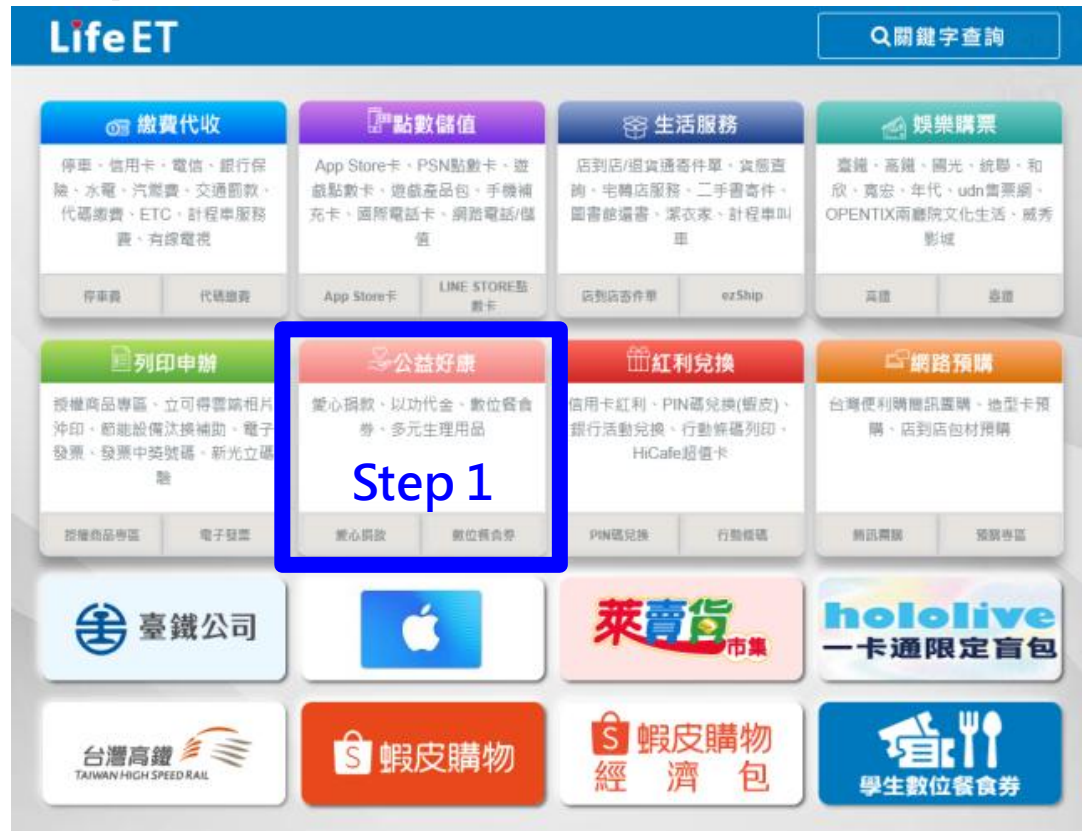 LifeET
關鍵字查詢
繳費代收
停車、信用卡、電信、銀行保
險、水電、汽燃費、交通罰款、
代碼繳費、ETC、計程車服務
費、有線電視
停車費
代碼繳費
點數儲值
App Store卡、PSN點數卡、遊
戲點數卡、遊戲產品包、手機補
充卡、國際電話卡、網路電話/儲
值
App Store卡
LINE STORE點
數卡
生活服務
店到店/退貨通寄件單、貨態查
詢、宅轉店服務、二手書寄件、
圖書館還書、潔衣家、計程車叫
車
店到店寄件單
ezShip
娛樂購票
臺鐵、高鐵、國光、統聯、和
欣、寬宏、年代、udn售票網、
OPENTIX兩廳院文化生活、威秀
影城
高鐵
臺鐵
列印申辦
授權商品專區、立可得雲端相片
沖印、節能設備汰換補助、電子
發票、發票中獎號碼、新光立碼
驗
授權商品專區
電子發票
公益好康
愛心捐款、以功代金、數位餐食
券、多元生理用品
Step 1
愛心捐款
數位餐食券
紅利兌換
信用卡紅利、PIN碼兌換(蝦皮)、
銀行活動兌換、行動條碼列印、
HiCafe超值卡
PIN碼兌換
行動條碼
網路預購
台灣便利購簡訊團購、造型卡預
購、店到店包材預購
簡訊團購
預購專區
臺鐵公司
萊賣貨
市集
hololive
一卡通限定盲包
台灣高鐵
TAIWAN HIGH SPEED RAIL
蝦皮購物
蝦皮購物
經濟包
學生數位餐食券